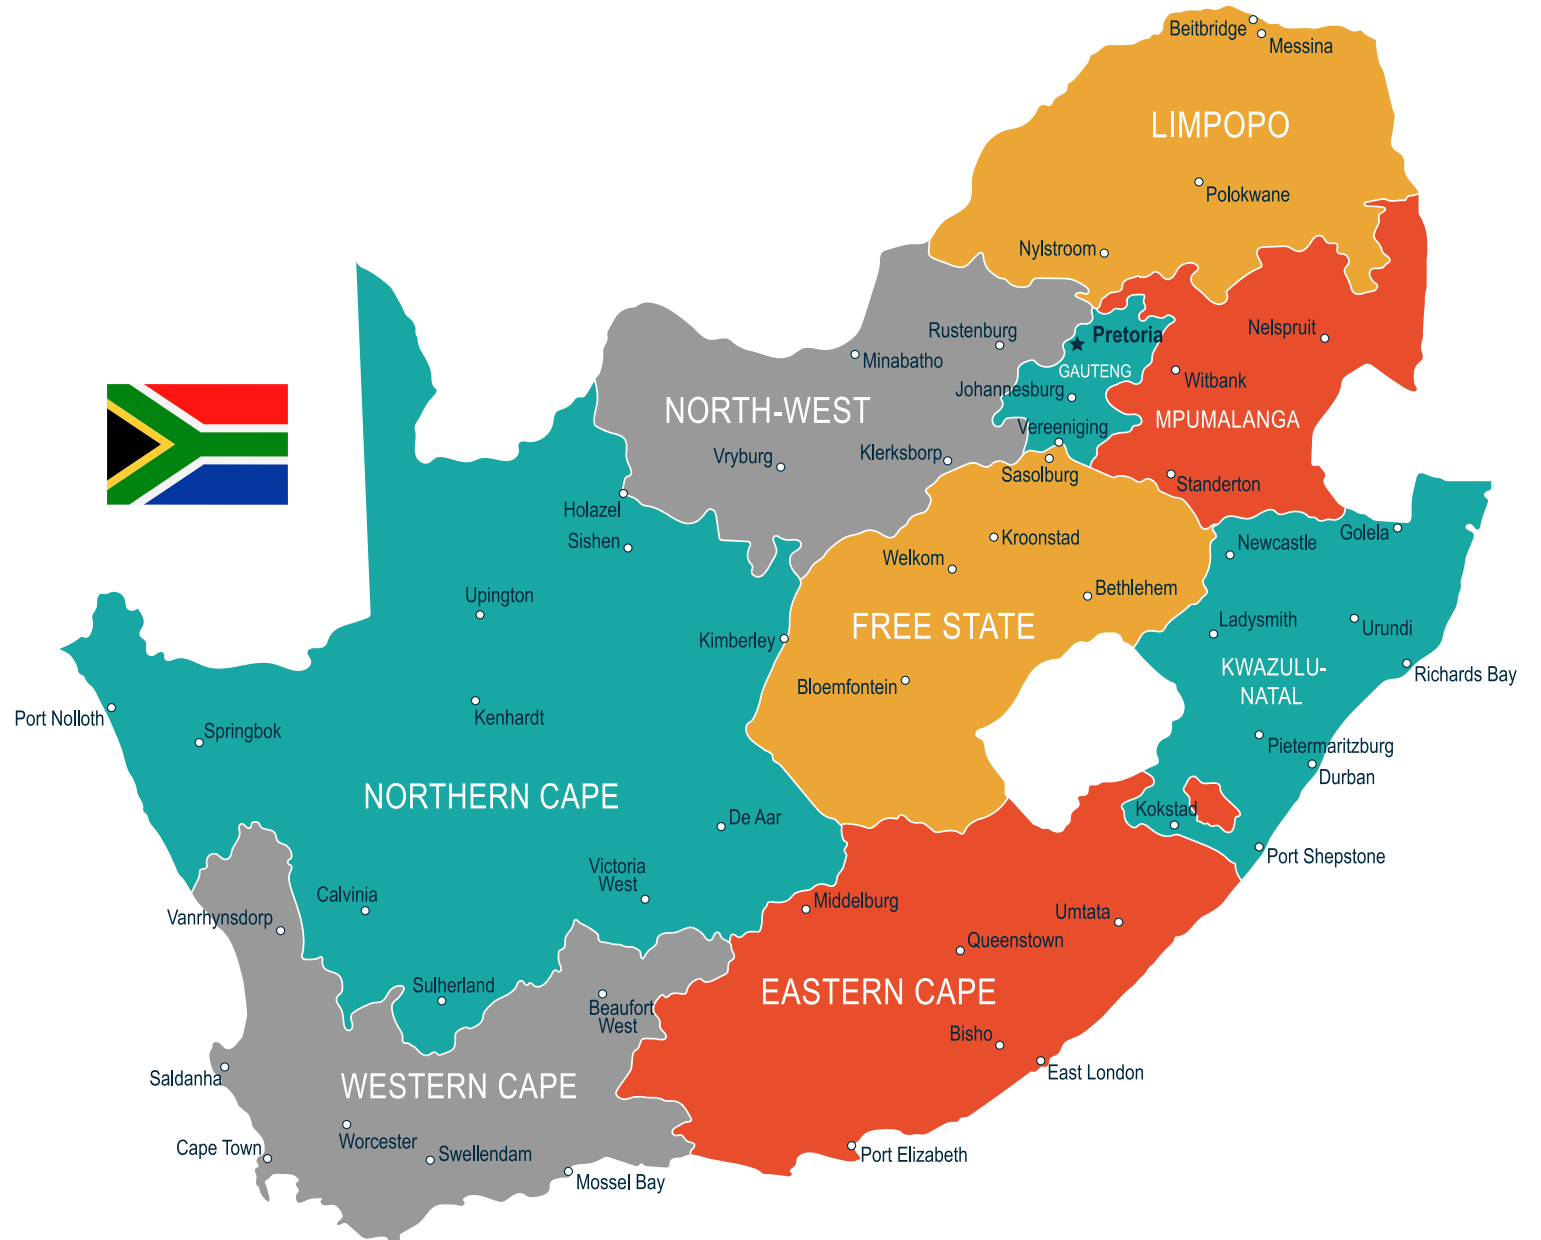 Beitbridge
Messina
LIMPOPO
Polokwane
Nylstroom
Rustenburg
Pretoria
Nelspruit
Minabatho
GAUTENG
Witbank
Johannesburg
NORTH-WEST
MPUMALANGA
Vereeniging
Vryburg
Klerksborp
Sasolburg
Standerton
Holazel
Golela
Sishen
Kroonstad
Newcastle
Welkom
Bethlehem
Upington
Ladysmith
FREE STATE
Urundi
Kimberley
KWAZULU-
NATAL
Richards Bay
Bloemfontein
Port Nolloth
Kenhardt
Springbok
Pietermaritzburg
Durban
NORTHERN CAPE
Kokstad
De Aar
Port Shepstone
Victoria
West
Calvinia
Middelburg
Umtata
Vanrhynsdorp
Queenstown
Sulherland
EASTERN CAPE
Beaufort
West
Bisho
East London
Saldanha
WESTERN CAPE
Worcester
Cape Town
Swellendam
Port Elizabeth
Mossel Bay